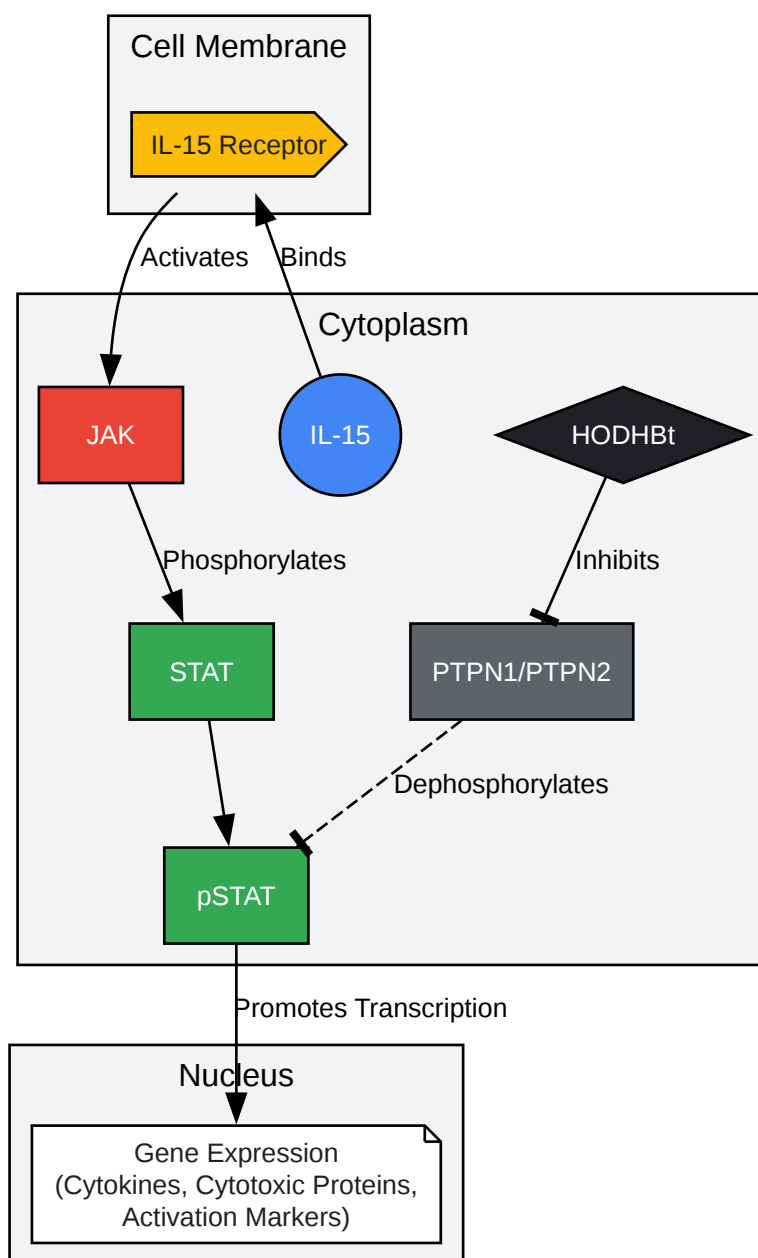 Cell Membrane
IL-15 Receptor
Activates
Binds
Cytoplasm
JAK
IL-15
HODHBt
Phosphorylates
Inhibits
STAT
PTPN1/PTPN2
Dephosphorylates
pSTAT
Promotes Transcription
Nucleus
Gene Expression
(Cytokines, Cytotoxic Proteins,
Activation Markers)